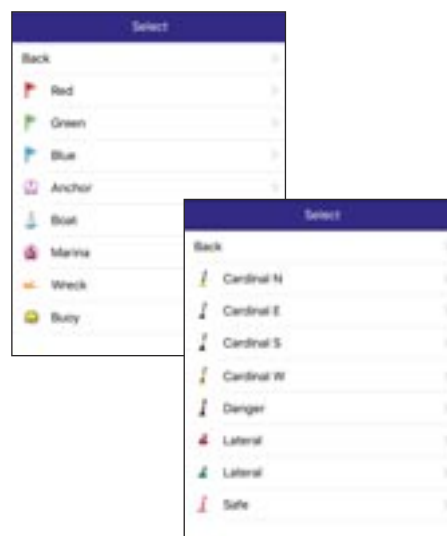 Select
Back
Red
Green
Blue
Anchor
Boat
Marina
Wreck
Buoy
Select
Back
Cardinal N
Cardinal E
Cardinal S
Cardinal W
Danger
Lateral
Lateral
Safe